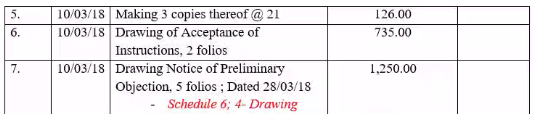 5. 10/03/18 Making 3 copies thereof @ 21 126.00
6. 10/03/18 Drawing of Acceptance of 735.00
Instructions, 2 folios
7. 10/03/18 Drawing Notice of Preliminary 1,250.00
Objection, 5 folios ; Dated 28/03/18
- Schedule 6; 4- Drawing